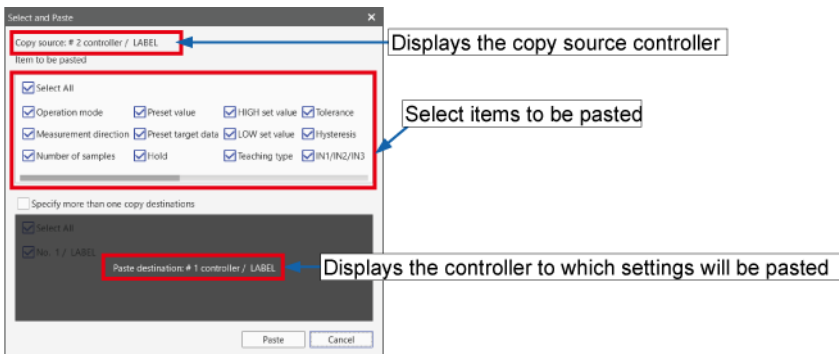 Select and Paste
Copy source: # 2 controller / LABEL
Displays the copy source controller
Item to be pasted
Select All
Operation mode Preset value HIGH set value Tolerance
Select items to be pasted
Measurement direction Preset target data LOW set value Hysteresis
Number of samples Hold Teaching type IN1/IN2/IN3
Specify more than one copy destinations
Select All
No. 1 / LABEL
Paste destination: # 1 controller / LABEL
Displays the controller to which settings will be pasted
Paste Cancel